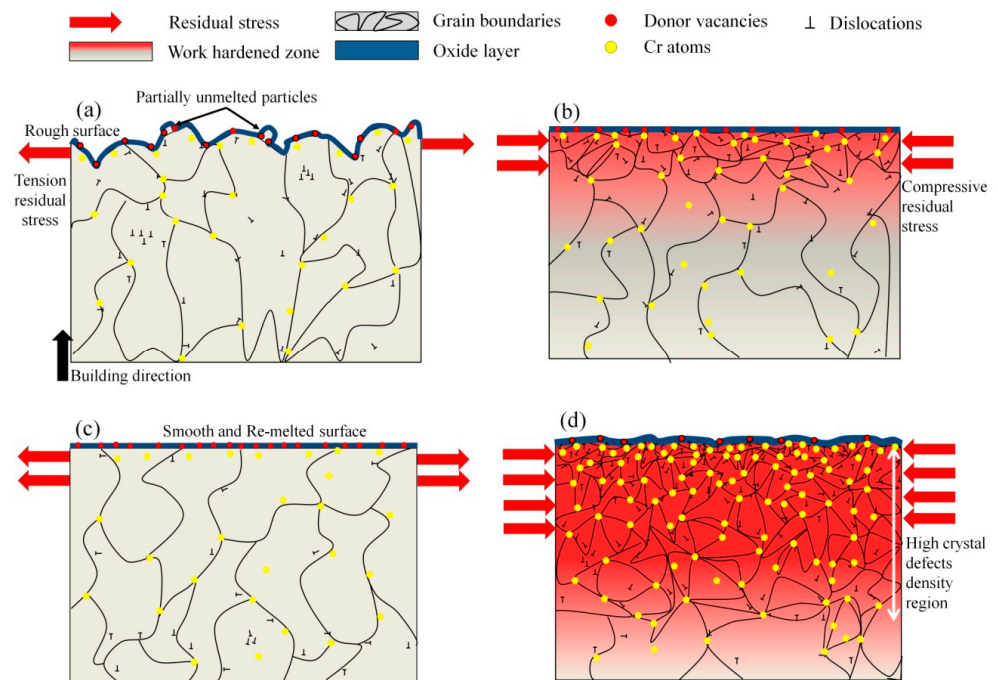 Residual stress
Grain boundaries
Donor vacancies
Dislocations
Work hardened zone
Oxide layer
Cr atoms
(a)
Partially unmelted particles
Rough surface
Tension
residual
stress
Building direction
(b)
Compressive
residual
stress
(c)
Smooth and Re-melted surface
(d)
High crystal
defects
density
region